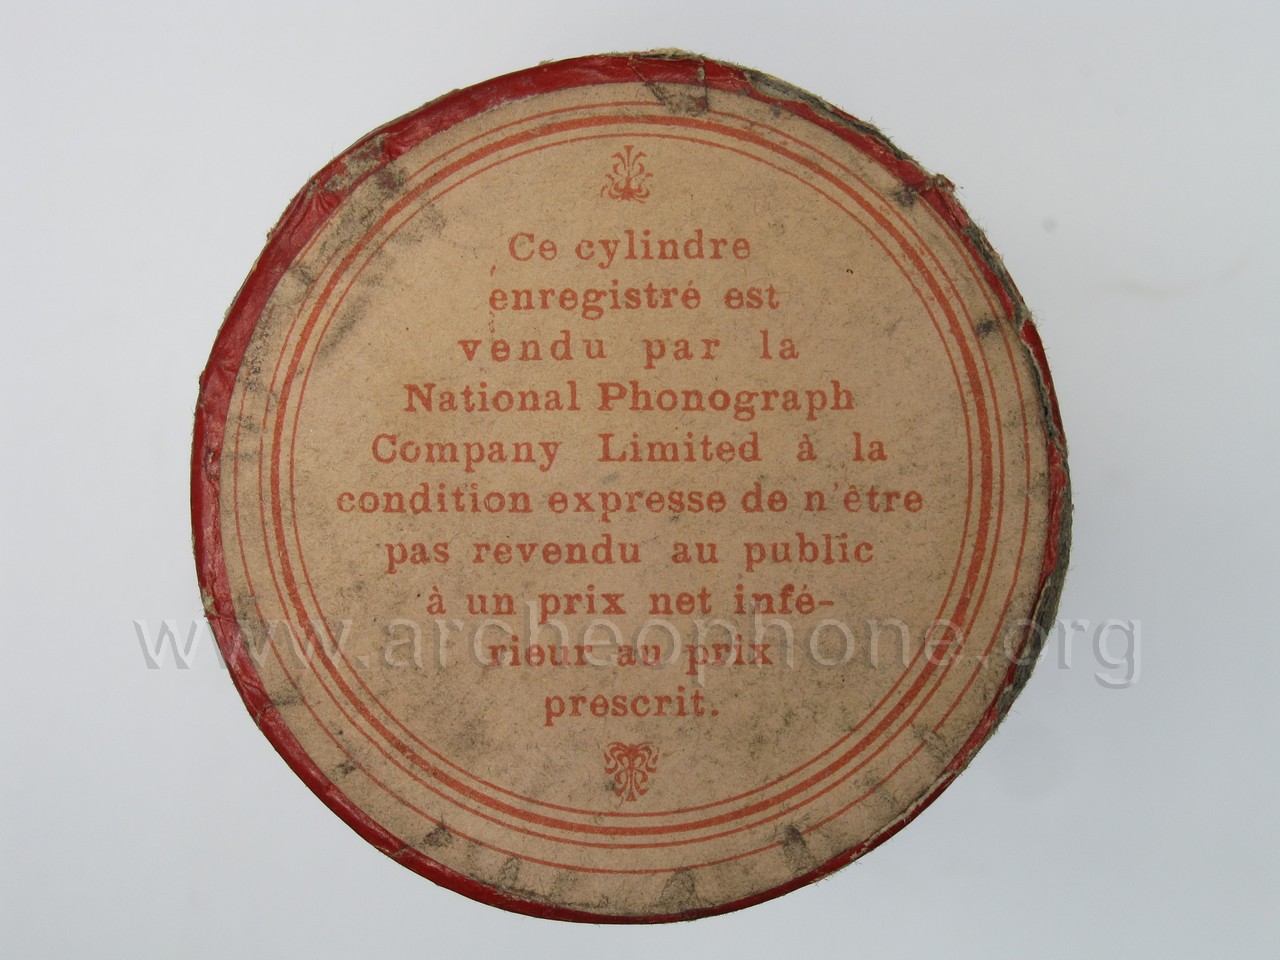 Ce cylindre
enregistré est
vendu par la
National Phonograph
Company Limited à la
condition expresse de n'être
pas revendu au public
à un prix net infé-
rieur au prix
prescrit.
www.archeophone.org